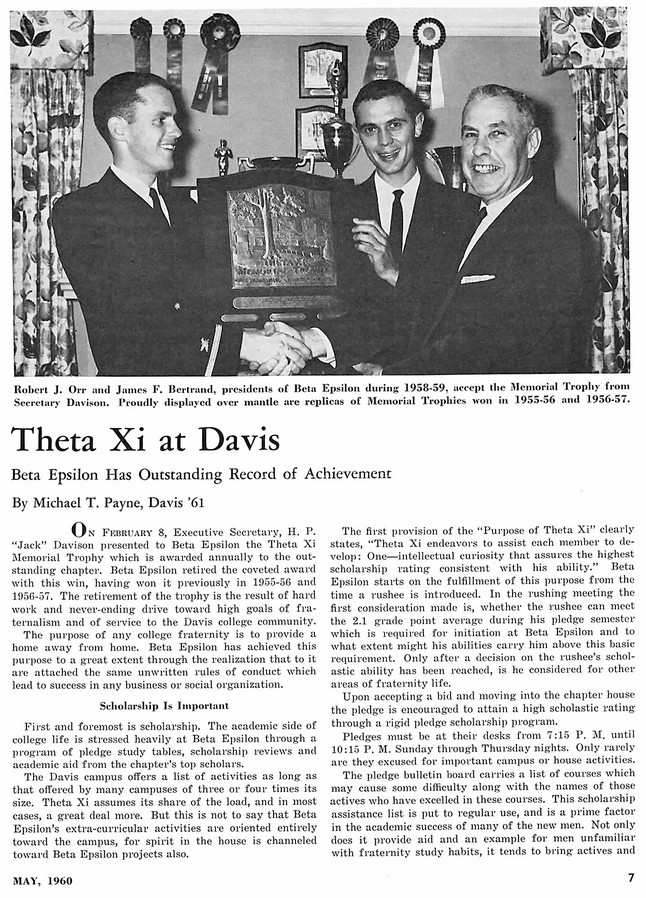 THETA XI
MEMORIAL TROPHY
Robert J. Orr and James F. Bertrand, presidents of Beta Epsilon during 1958-59, accept the Memorial Trophy from
Secretary Davison. Proudly displayed over mantle are replicas of Memorial Trophies won in 1955-56 and 1956-57.
Theta Xi at Davis
Beta Epsilon Has Outstanding Record of Achievement
By Michael T. Payne, Davis '61
ON FEBRUARY 8, Executive Secretary, H. P.
"Jack" Davison presented to Beta Epsilon the Theta Xi
Memorial Trophy which is awarded annually to the out-
standing chapter. Beta Epsilon retired the coveted award
with this win, having won it previously in 1955-56 and
1956-57. The retirement of the trophy is the result of hard
work and never-ending drive toward high goals of fra-
ternalism and of service to the Davis college community.
The purpose of any college fraternity is to provide a
home away from home. Beta Epsilon has achieved this
purpose to a great extent through the realization that to it
are attached the same unwritten rules of conduct which
lead to success in any business or social organization.
Scholarship Is Important
First and foremost is scholarship. The academic side of
college life is stressed heavily at Beta Epsilon through a
program of pledge study tables, scholarship reviews and
academic aid from the chapter's top scholars.
The Davis campus offers a list of activities as long as
that offered by many campuses of three or four times its
size. Theta Xi assumes its share of the load, and in most
cases, a great deal more. But this is not to say that Beta
Epsilon's extra-curricular activities are oriented entirely
toward the campus, for spirit in the house is channeled
toward Beta Epsilon projects also.
The first provision of the "Purpose of Theta Xi" clearly
states, "Theta Xi endeavors to assist each member to de-
velop: One—intellectual curiosity that assures the highest
scholarship rating consistent with his ability." Beta
Epsilon starts on the fulfillment of this purpose from the
time a rushee is introduced. In the rushing meeting the
first consideration made is, whether the rushee can meet
the 2.1 grade point average during his pledge semester
which is required for initiation at Beta Epsilon and to
what extent might his abilities carry him above this basic
requirement. Only after a decision on the rushee's schol-
astic ability has been reached, is he considered for other
areas of fraternity life.
Upon accepting a bid and moving into the chapter house
the pledge is encouraged to attain a high scholastic rating
through a rigid pledge scholarship program.
Pledges must be at their desks from 7:15 P. M. until
10:15 P. M. Sunday through Thursday nights. Only rarely
are they excused for important campus or house activities.
The pledge bulletin board carries a list of courses which
may cause some difficulty along with the names of those
actives who have excelled in these courses. This scholarship
assistance list is put to regular use, and is a prime factor
in the academic success of many of the new men. Not only
does it provide aid and an example for men unfamiliar
with fraternity study habits, it tends to bring actives and
MAY, 1960
7